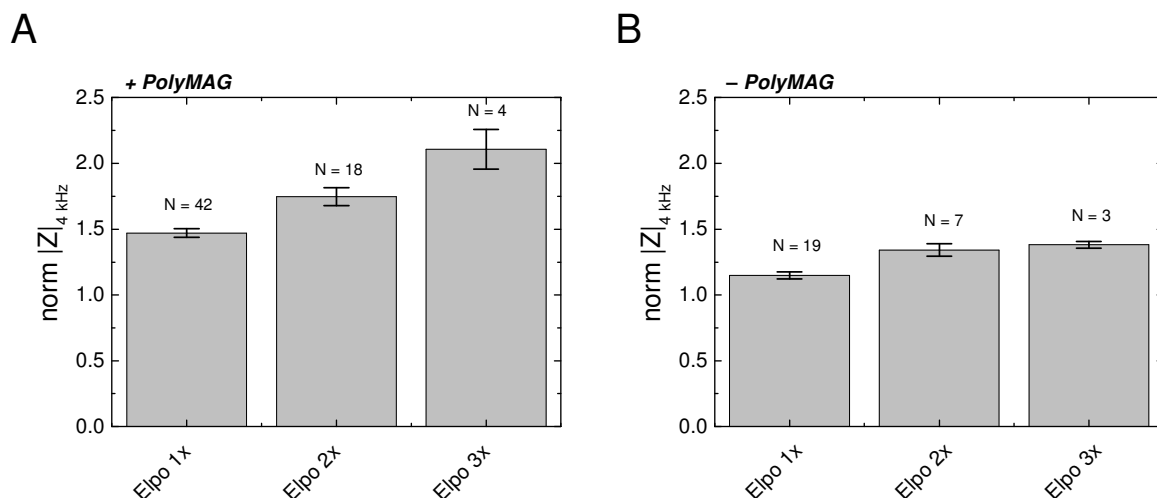 A
+ PolyMAG
2.5
2.0
1.5
1.0
0.5
0.0
norm |Z|4 kHz
N = 42
N = 18
N = 4
Elpo 1x
Elpo 2x
Elpo 3x
B
– PolyMAG
2.5
2.0
1.5
1.0
0.5
0.0
norm |Z|4 kHz
N = 19
N = 7
N = 3
Elpo 1x
Elpo 2x
Elpo 3x